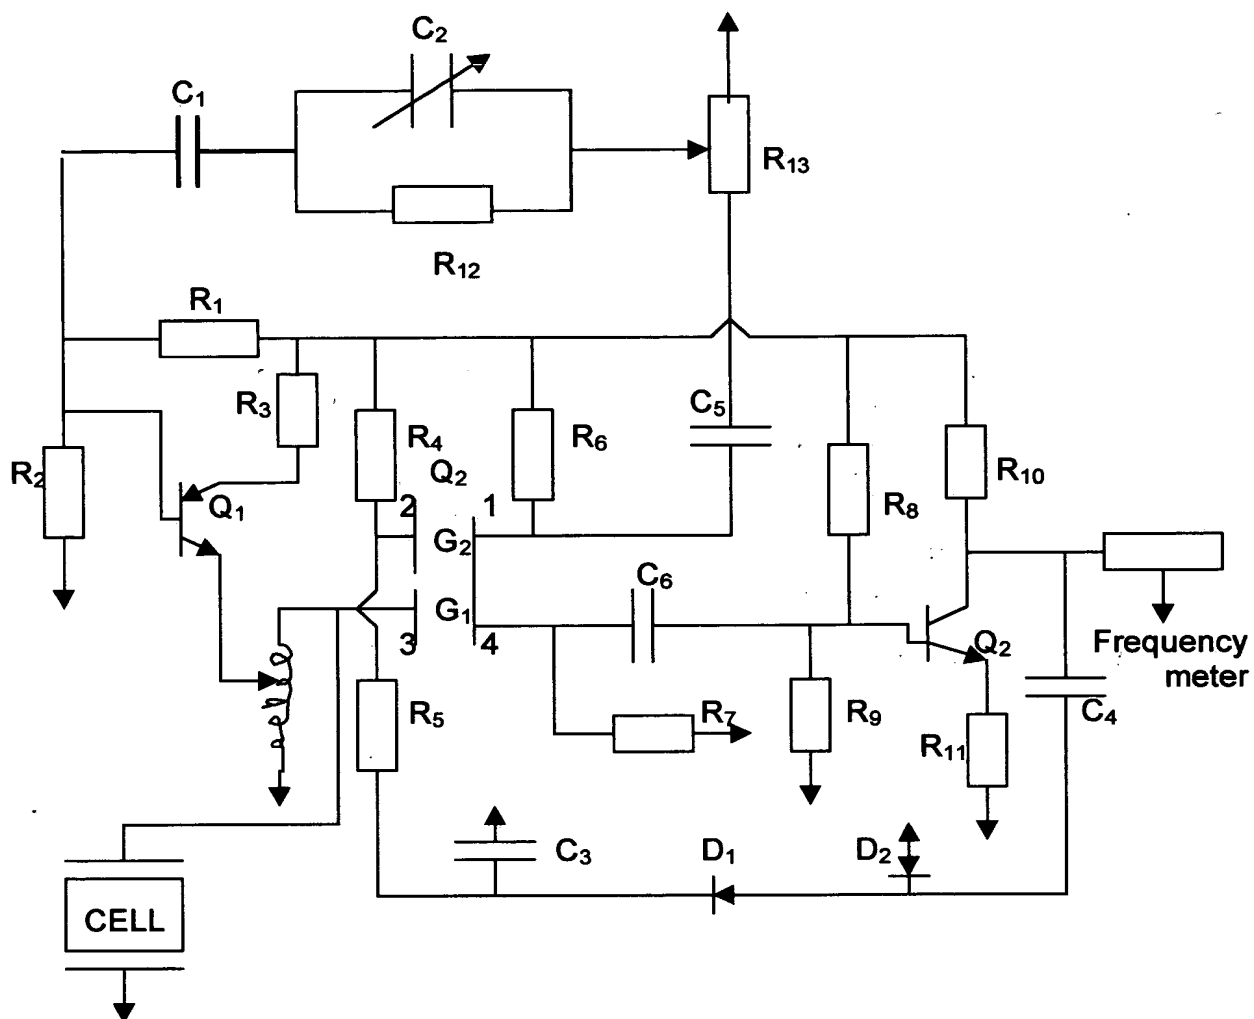 C2
C1
R13
R12
R1
R3
C5
R4
R6
R2
Q2
R10
2
1
Q1
R8
G2
C6
G1
3
4
Q2
Frequency
meter
R5
R7
R9
C4
R11
C3
D1
D2
CELL